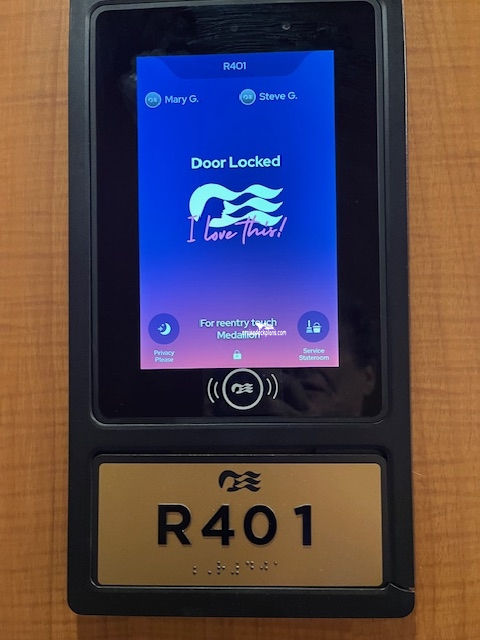 R401
Mary G.
Steve G.
Door Locked
I love this!
For reentry touch
Medallion
Privacy
Please
Service
Stateroom
R401